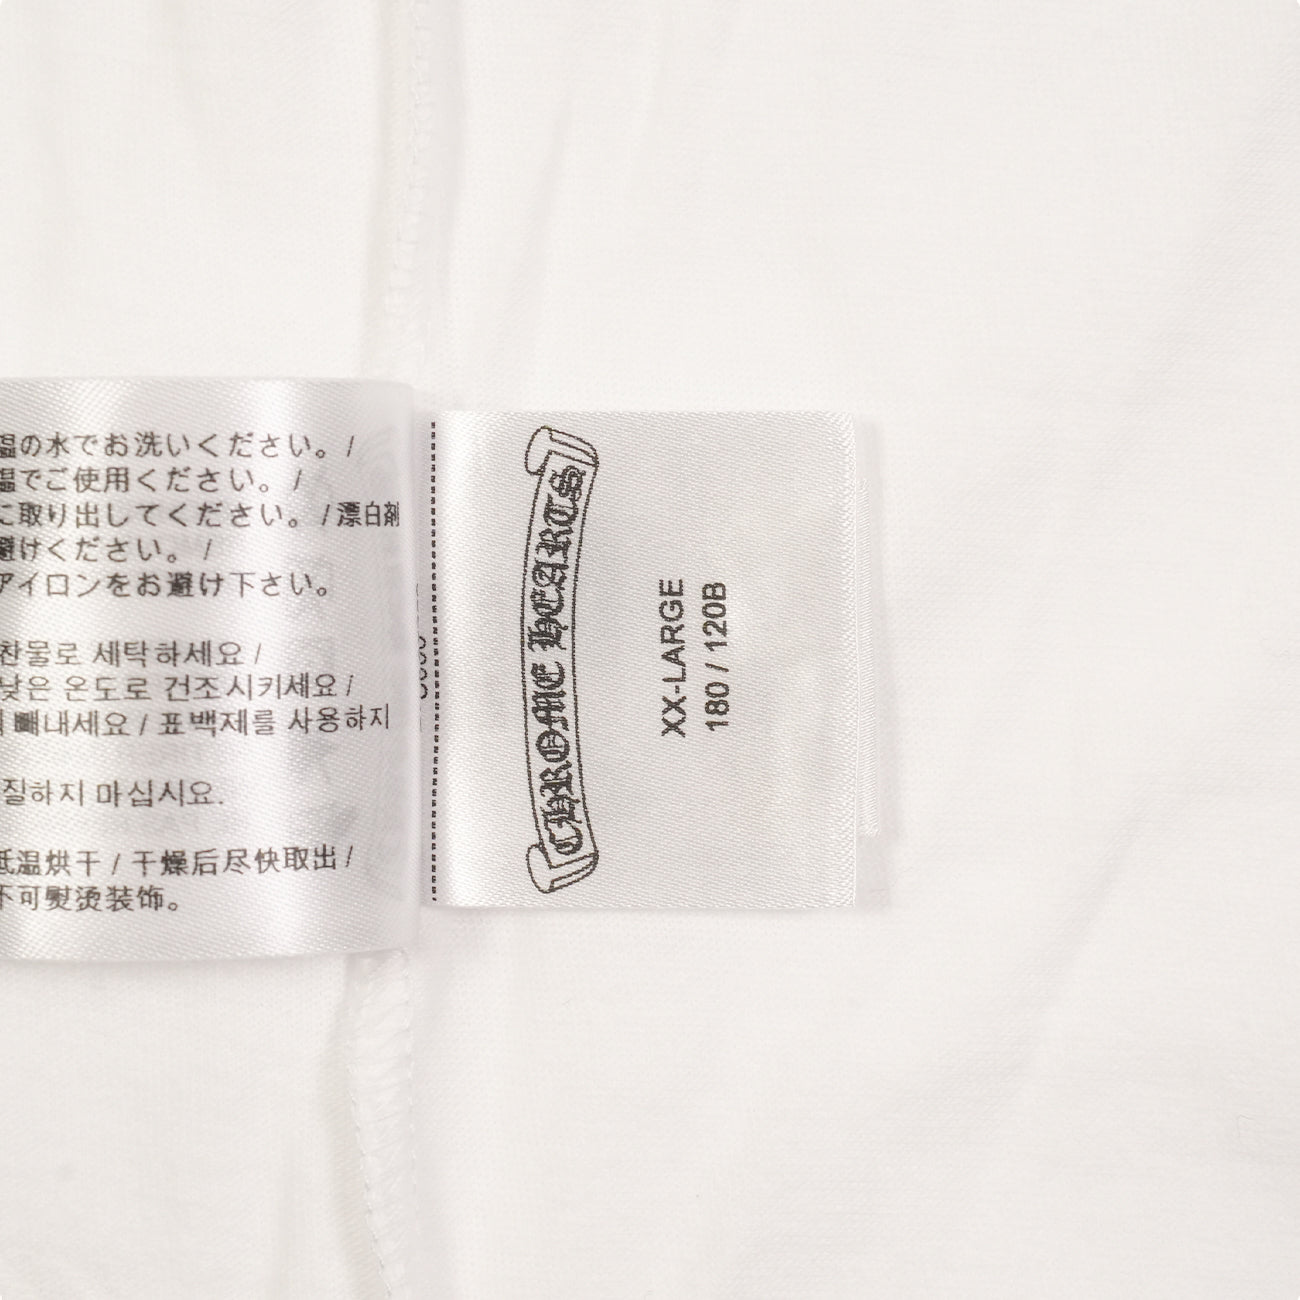 温の水でお洗いください。/
温でご使用ください。/
に取り出してください。/漂白剤
避けください。/
アイロンをお避け下さい。
찬물로 세탁하세요 /
낮은 온도로 건조시키세요 /
빼내세요 / 표백제를 사용하지
질하지 마십시요.
低温烘干 / 干燥后尽快取出 /
不可熨烫装饰。
CHROME HEARTS
XX-LARGE
180 / 120B